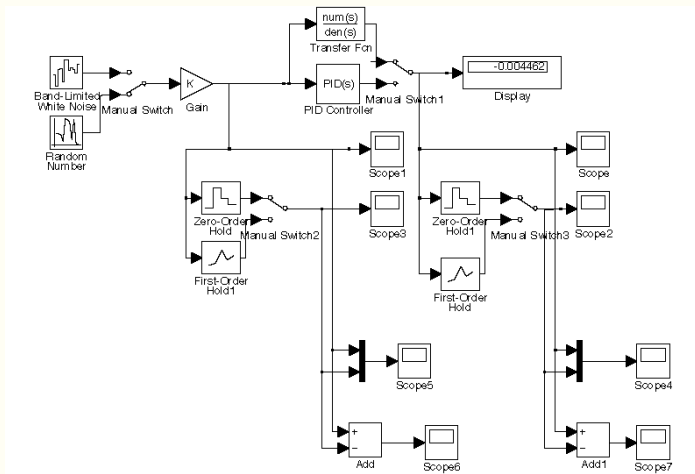 num(s)
den(s)
Transfer Fcn
-0.004462
Display
K
Gain
PID(s)
PID Controller
Manual Switch1
Band-Limited
White Noise
Manual Switch
Random
Number
Scope1
Scope
Zero-Order
Hold
Manual Switch2
Scope3
Zero-Order
Hold1
Manual Switch3
Scope2
First-Order
Hold1
First-Order
Hold
Scope5
Scope4
+
−
Add
Scope6
+
−
Add1
Scope7